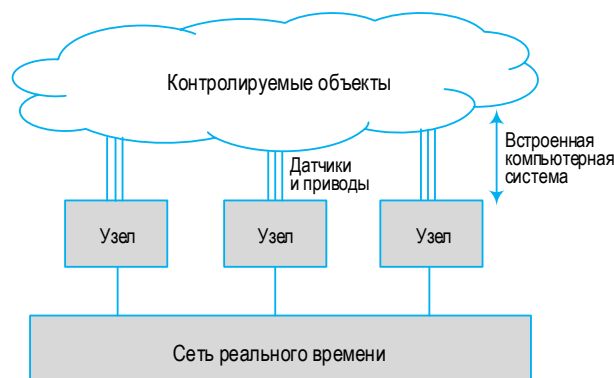 Контролируемые объекты
Датчики
и приводы
Встроенная
компьютерная
система
Узел
Узел
Узел
Сеть реального времени